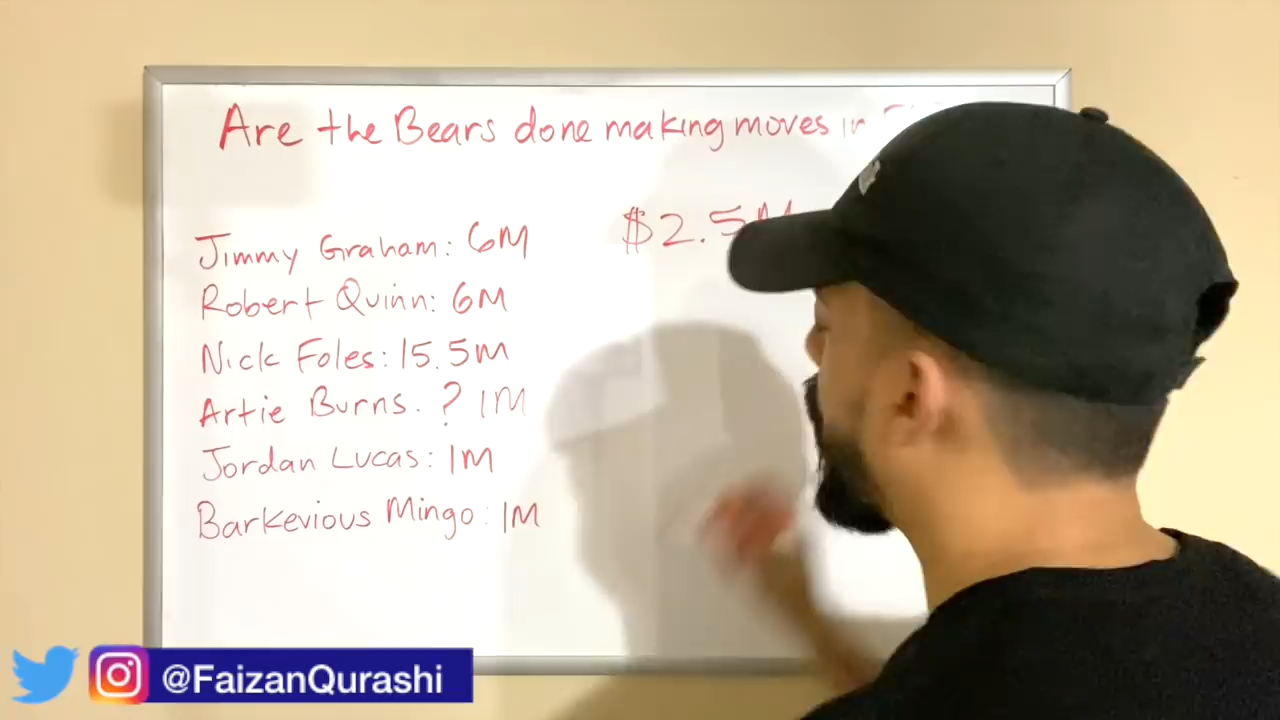 Are the Bears done making moves in
$2.5M
Jimmy Graham: 6M
Robert Quinn: 6M
Nick Foles: 15.5M
Artie Burns. ? 1M
Jordan Lucas: 1M
Barkevious Mingo: 1M
@FaizanQurashi